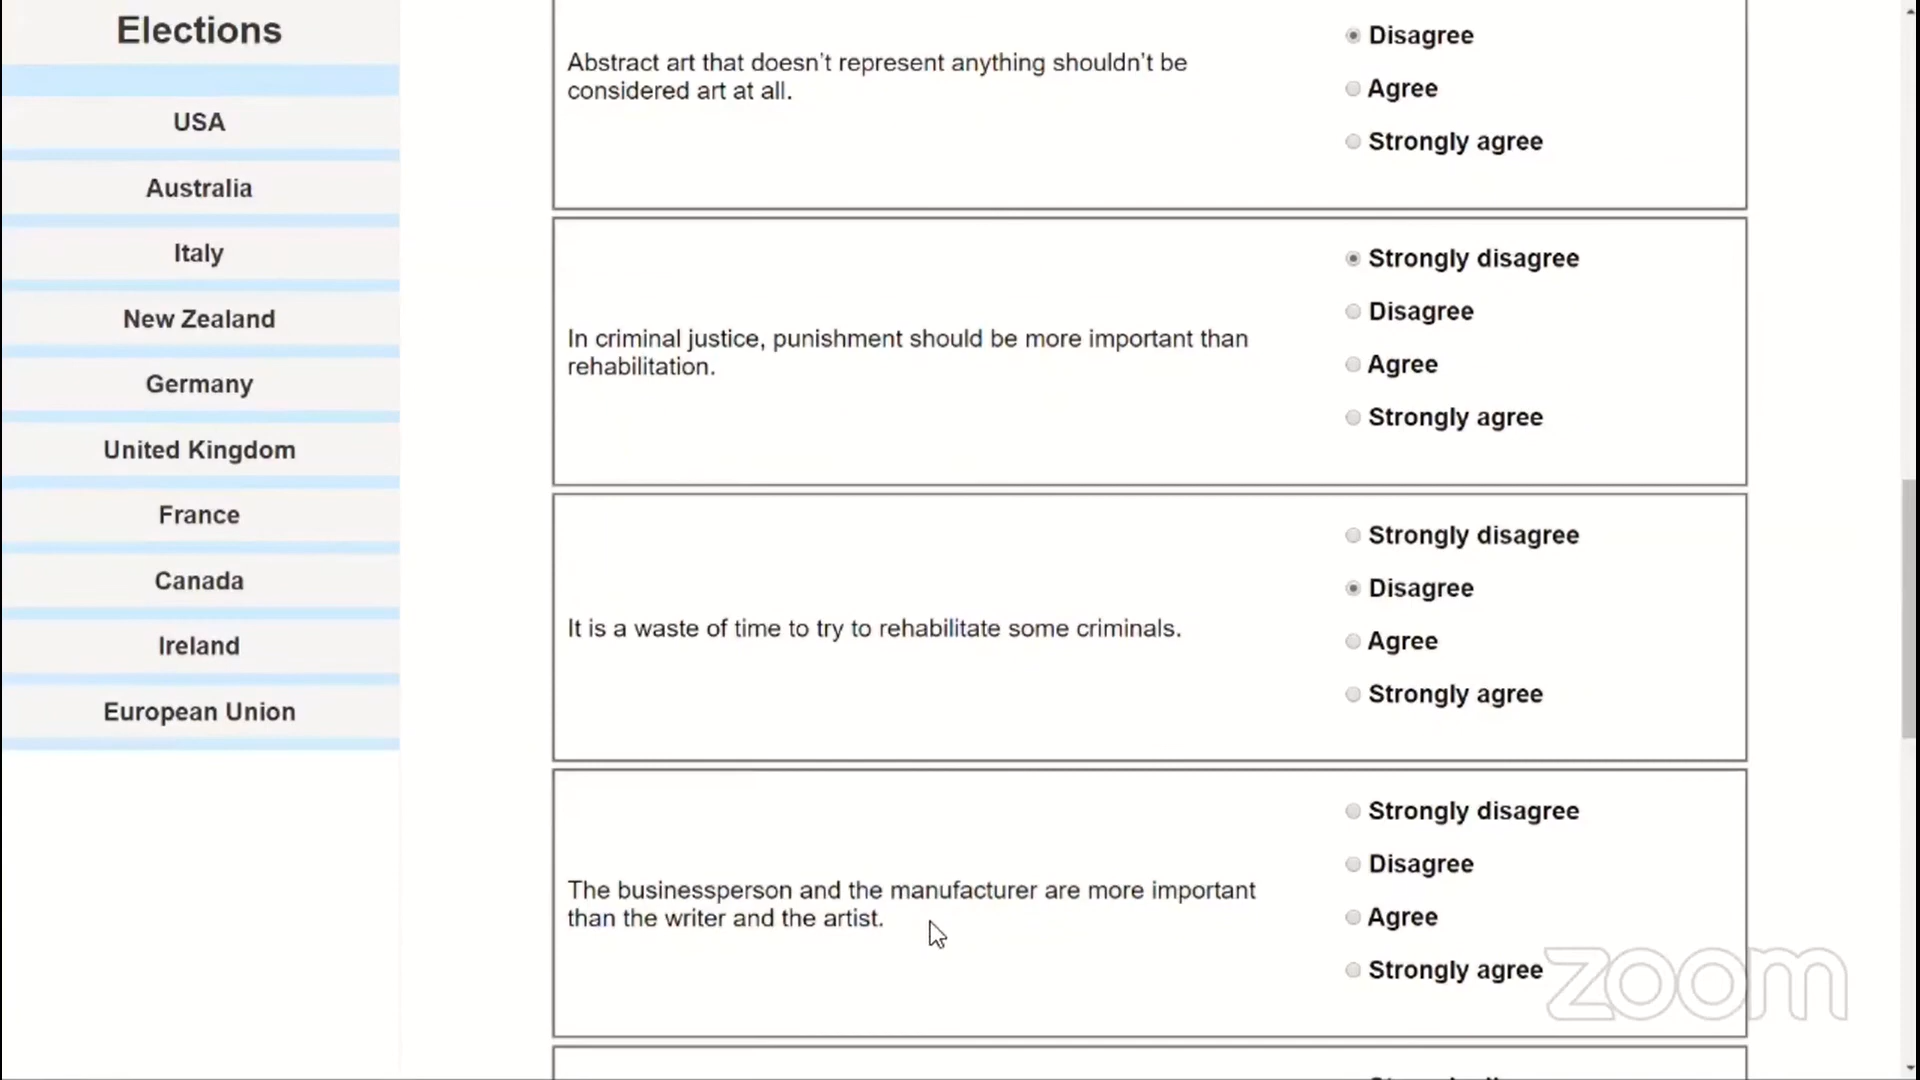 Elections
USA
Australia
Italy
New Zealand
Germany
United Kingdom
France
Canada
Ireland
European Union
Abstract art that doesn't represent anything shouldn't be
considered art at all.
Disagree
Agree
Strongly agree
In criminal justice, punishment should be more important than
rehabilitation.
Strongly disagree
Disagree
Agree
Strongly agree
It is a waste of time to try to rehabilitate some criminals.
Strongly disagree
Disagree
Agree
Strongly agree
The businessperson and the manufacturer are more important
than the writer and the artist.
Strongly disagree
Disagree
Agree
Strongly agree
zoom